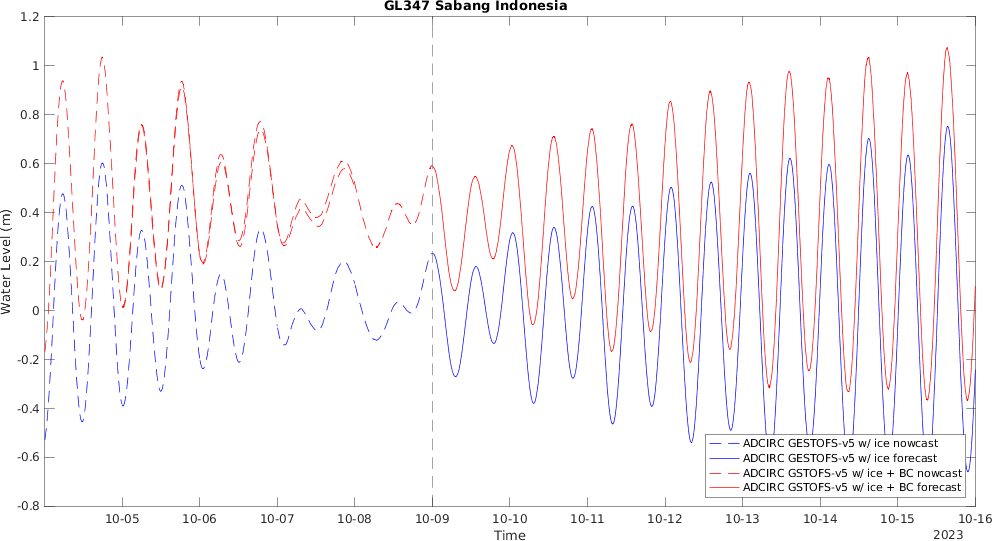 GL347 Sabang Indonesia
1.2
1
0.8
0.6
0.4
0.2
0
-0.2
-0.4
-0.6
-0.8
Water Level (m)
ADCIRC GESTOFS-v5 w/ ice nowcast
ADCIRC GESTOFS-v5 w/ ice forecast
ADCIRC GSTOFS-v5 w/ ice + BC nowcast
ADCIRC GSTOFS-v5 w/ ice + BC forecast
10-05 10-06 10-07 10-08 10-09 10-10 10-11 10-12 10-13 10-14 10-15 10-16
Time
2023